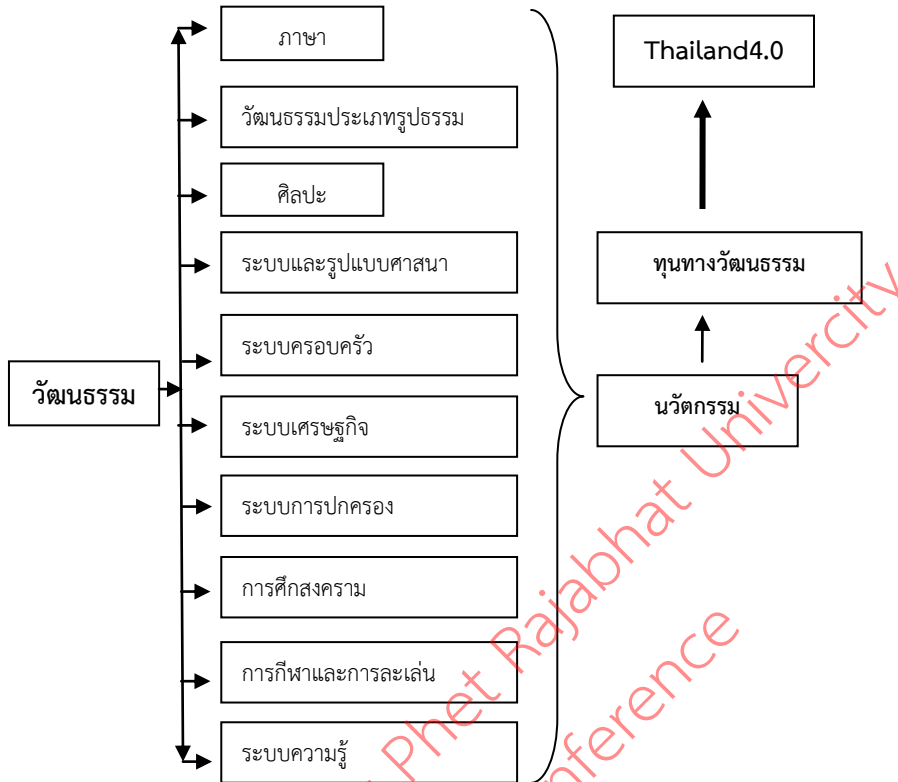 ภาษา
วัฒนธรรมประเภทรูปธรรม
ศิลปะ
ระบบและรูปแบบศาสนา
ระบบครอบครัว
วัฒนธรรม
ระบบเศรษฐกิจ
ระบบการปกครอง
การศึกสงคราม
การกีฬาและการละเล่น
ระบบความรู้
Thailand4.0
ทุนทางวัฒนธรรม
นวัตกรรม
Phet Rajabhat Univercity